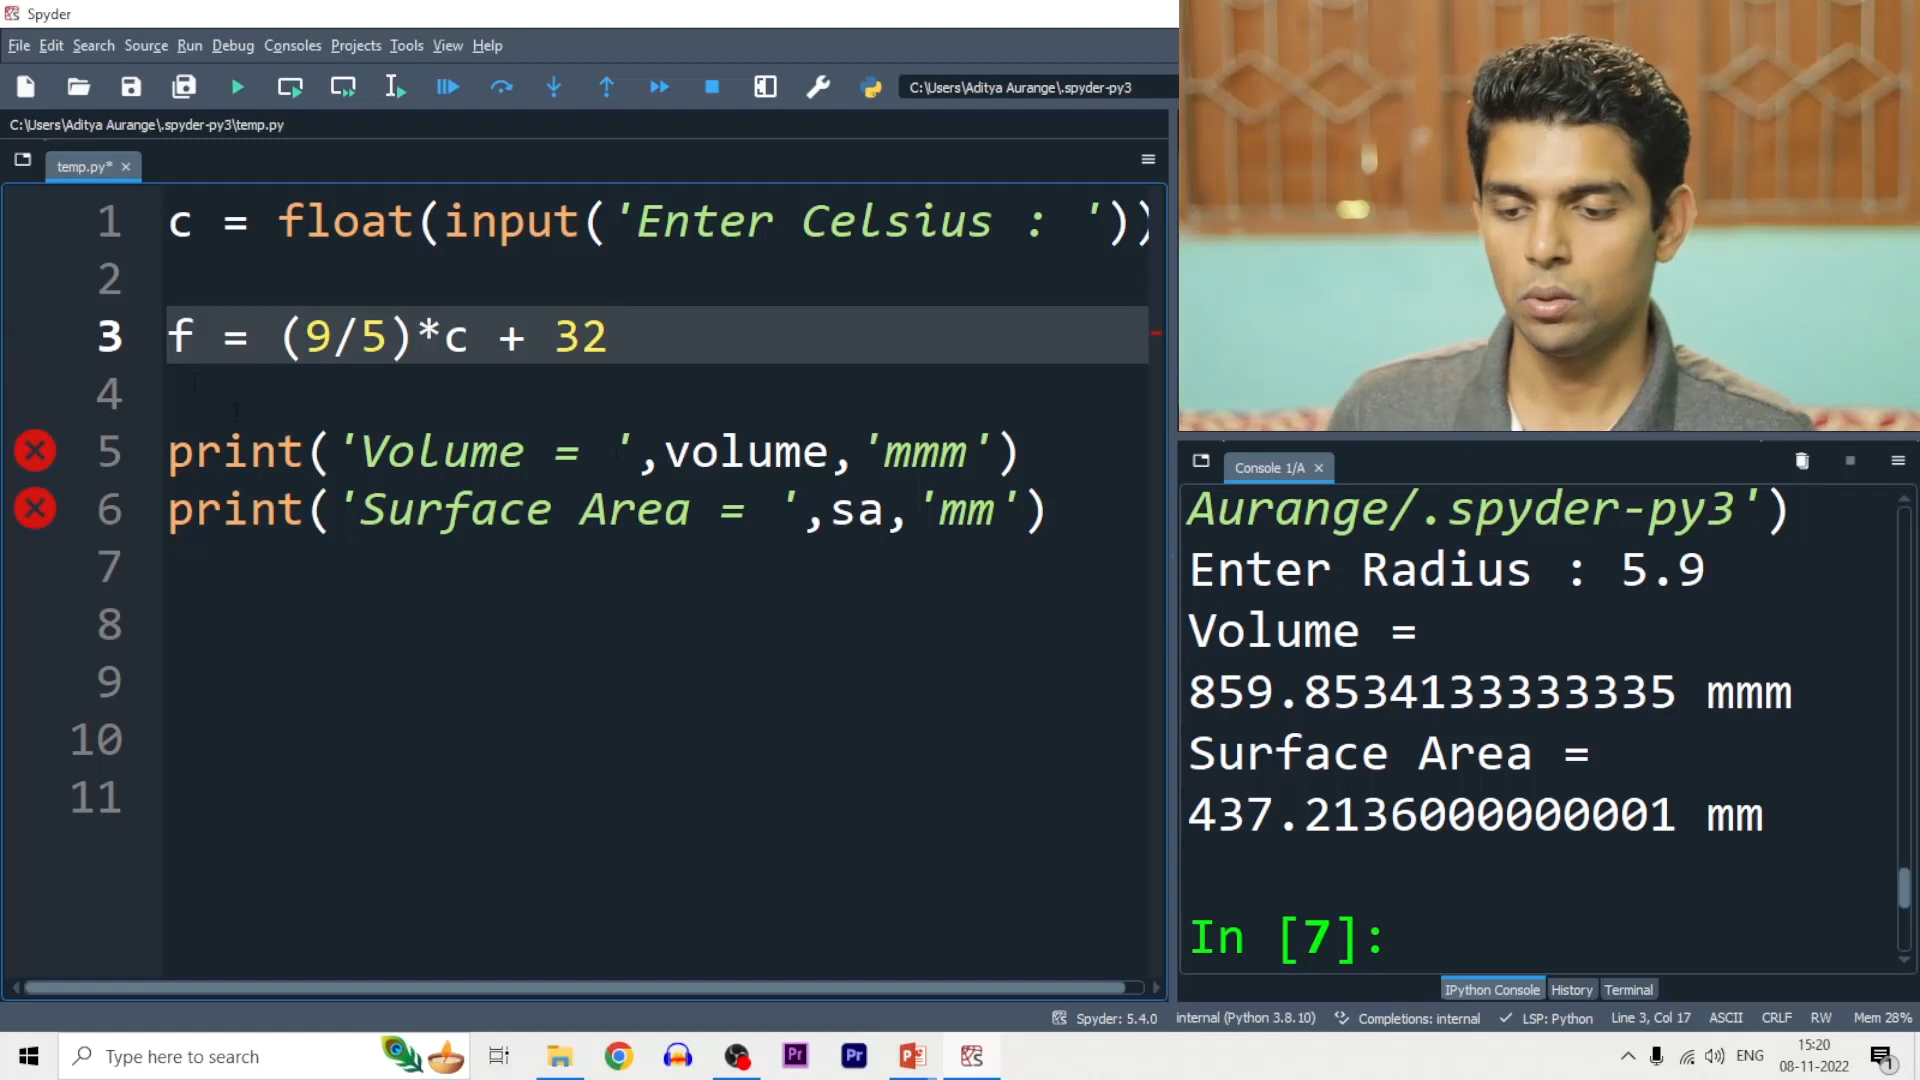 Spyder
File Edit Search Source Run Debug Consoles Projects Tools View Help
C:\Users\Aditya Aurange\.spyder-py3
C:\Users\Aditya Aurange\.spyder-py3\temp.py
temp.py*
1 c = float(input('Enter Celsius : '))
2
3 f = (9/5)*c + 32
4
5 print('Volume = ',volume,'mmm')
6 print('Surface Area = ',sa,'mm')
7
8
9
10
11
Console 1/A
Aurange/.spyder-py3')
Enter Radius : 5.9
Volume =
859.8534133333335 mmm
Surface Area =
437.2136000000001 mm
In [7]:
IPython Console History Terminal
Spyder: 5.4.0 internal (Python 3.8.10) Completions: internal LSP: Python Line 3, Col 17 ASCII CRLF RW Mem 28%
Type here to search
Pr Pr
ENG
15:20
08-11-2022
1